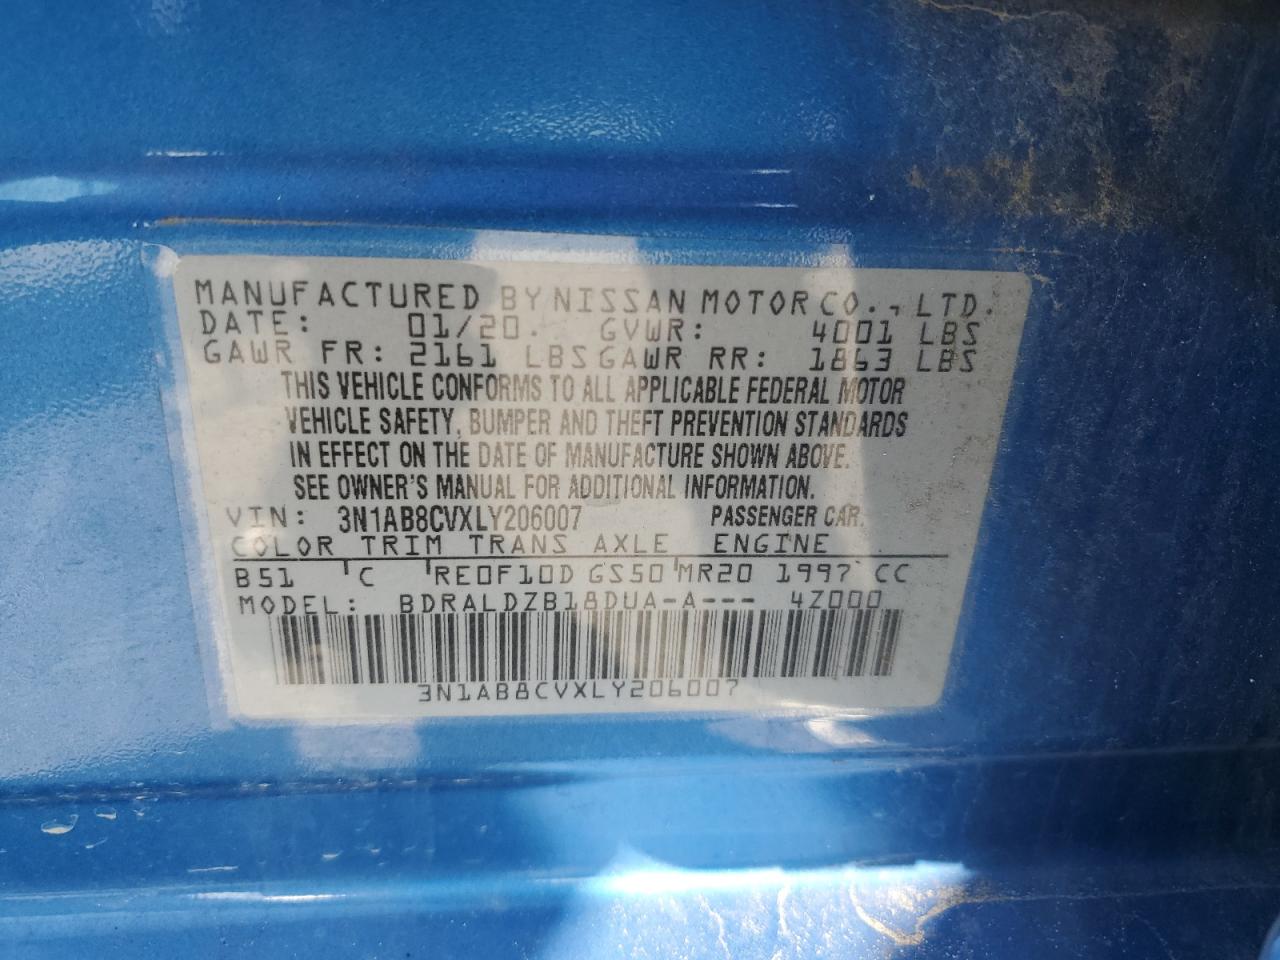 MANUFACTURED BY NISSAN MOTOR CO., LTD.
DATE: 01/20. GVWR: 4001 LBS
GAWR FR: 2161 LBS GAWR RR: 1863 LBS
THIS VEHICLE CONFORMS TO ALL APPLICABLE FEDERAL MOTOR
VEHICLE SAFETY, BUMPER AND THEFT PREVENTION STANDARDS
IN EFFECT ON THE DATE OF MANUFACTURE SHOWN ABOVE.
SEE OWNER'S MANUAL FOR ADDITIONAL INFORMATION.
VIN: 3N1AB8CVXLY206007 PASSENGER CAR.
COLOR TRIM TRANS AXLE ENGINE
B51 C RE0F10D GS50 MR20 1997 CC
MODEL: BDRALDZB18DUA-A--- 4Z000
3N1AB8CVXLY206007